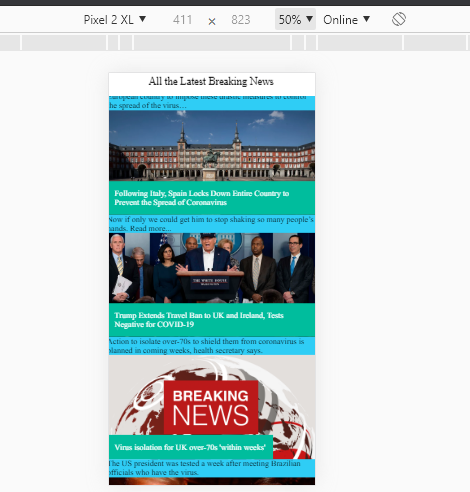 Pixel 2 XL ▼ 411 × 823 50% ▼ Online ▼
All the Latest Breaking News
European country to impose these drastic measures to control
the spread of the virus...
Following Italy, Spain Locks Down Entire Country to
Prevent the Spread of Coronavirus
Now if only we could get him to stop shaking so many people's
hands. Read more...
THE WHITE HOUSE
Trump Extends Travel Ban to UK and Ireland, Tests
Negative for COVID-19
Action to isolate over-70s to shield them from coronavirus is
planned in coming weeks, health secretary says.
BREAKING
NEWS
Virus isolation for UK over-70s 'within weeks'
The US president was tested a week after meeting Brazilian
officials who have the virus.